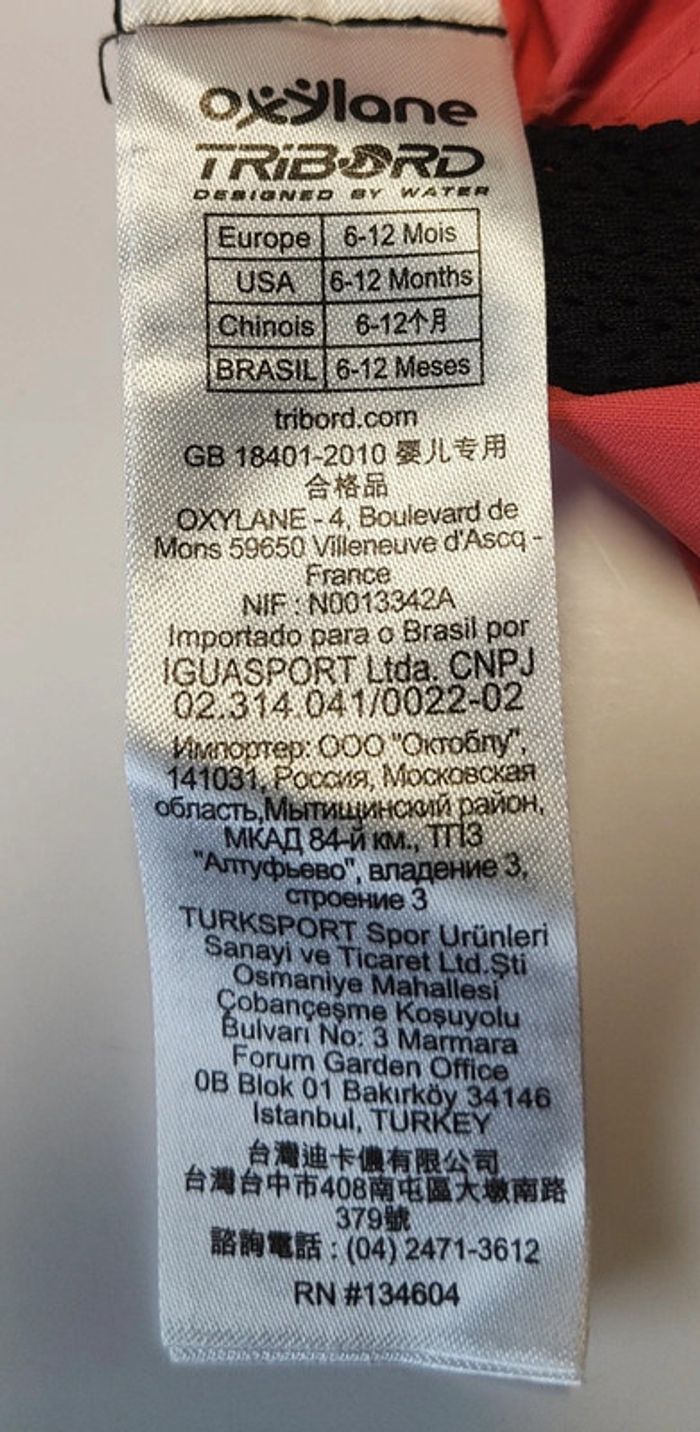 oxylane
TRIBORD
DESIGNED BY WATER
Europe 6-12 Mois
USA 6-12 Months
Chinois 6-12个月
BRASIL 6-12 Meses
tribord.com
GB 18401-2010 婴儿专用
合格品
OXYLANE - 4, Boulevard de
Mons 59650 Villeneuve d'Ascq -
France
NIF : N0013342A
Importado para o Brasil por
IGUASPORT Ltda. CNPJ
02.314.041/0022-02
Импортер: ООО "Октоблу",
141031, Россия, Московская
область,Мытищинский район,
МКАД 84-й км., ТПЗ
"Алтуфьево", владение 3,
строение 3
TURKSPORT Spor Urünleri
Sanayi ve Ticaret Ltd.Şti
Osmaniye Mahallesi
Çobançeşme Koşuyolu
Bulvarı No: 3 Marmara
Forum Garden Office
0B Blok 01 Bakırköy 34146
Istanbul, TURKEY
台灣迪卡儂有限公司
台灣台中市408南屯區大墩南路
379號
諮詢電話 : (04) 2471-3612
RN #134604